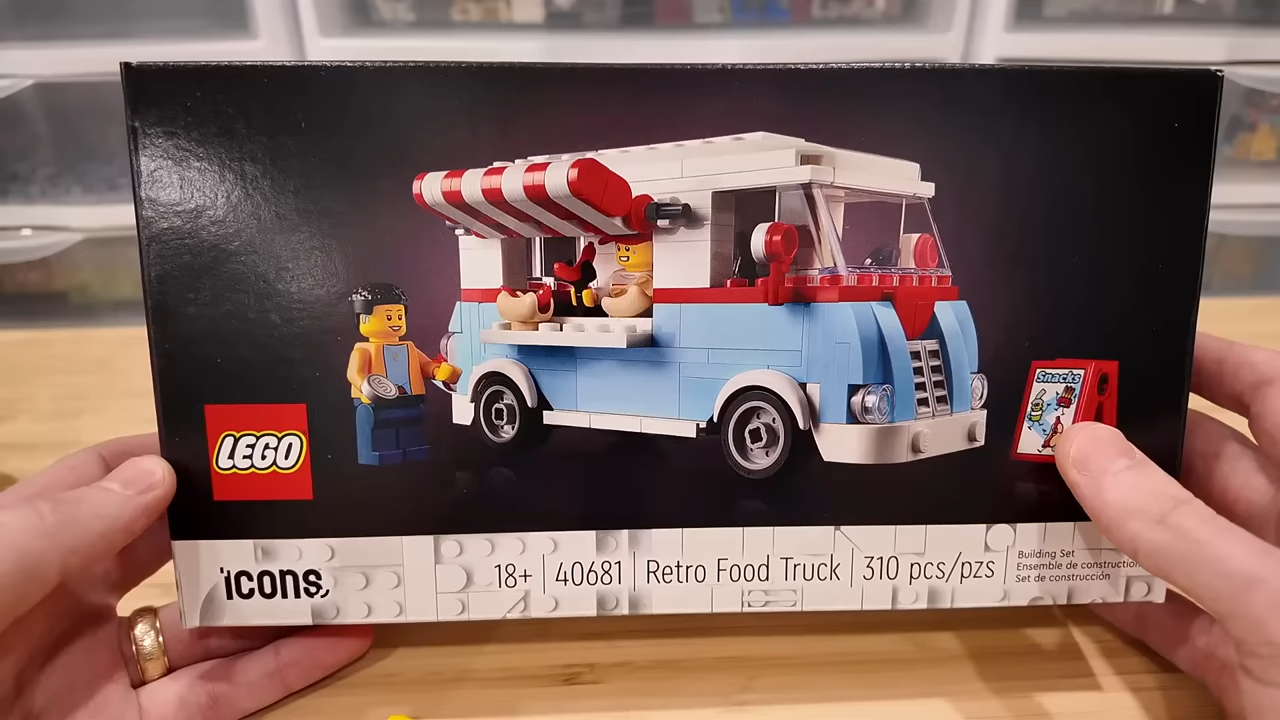 Snacks
LEGO
icons
18+ | 40681 | Retro Food Truck | 310 pcs/pzs
Building Set
Ensemble de construction
Set de construcción